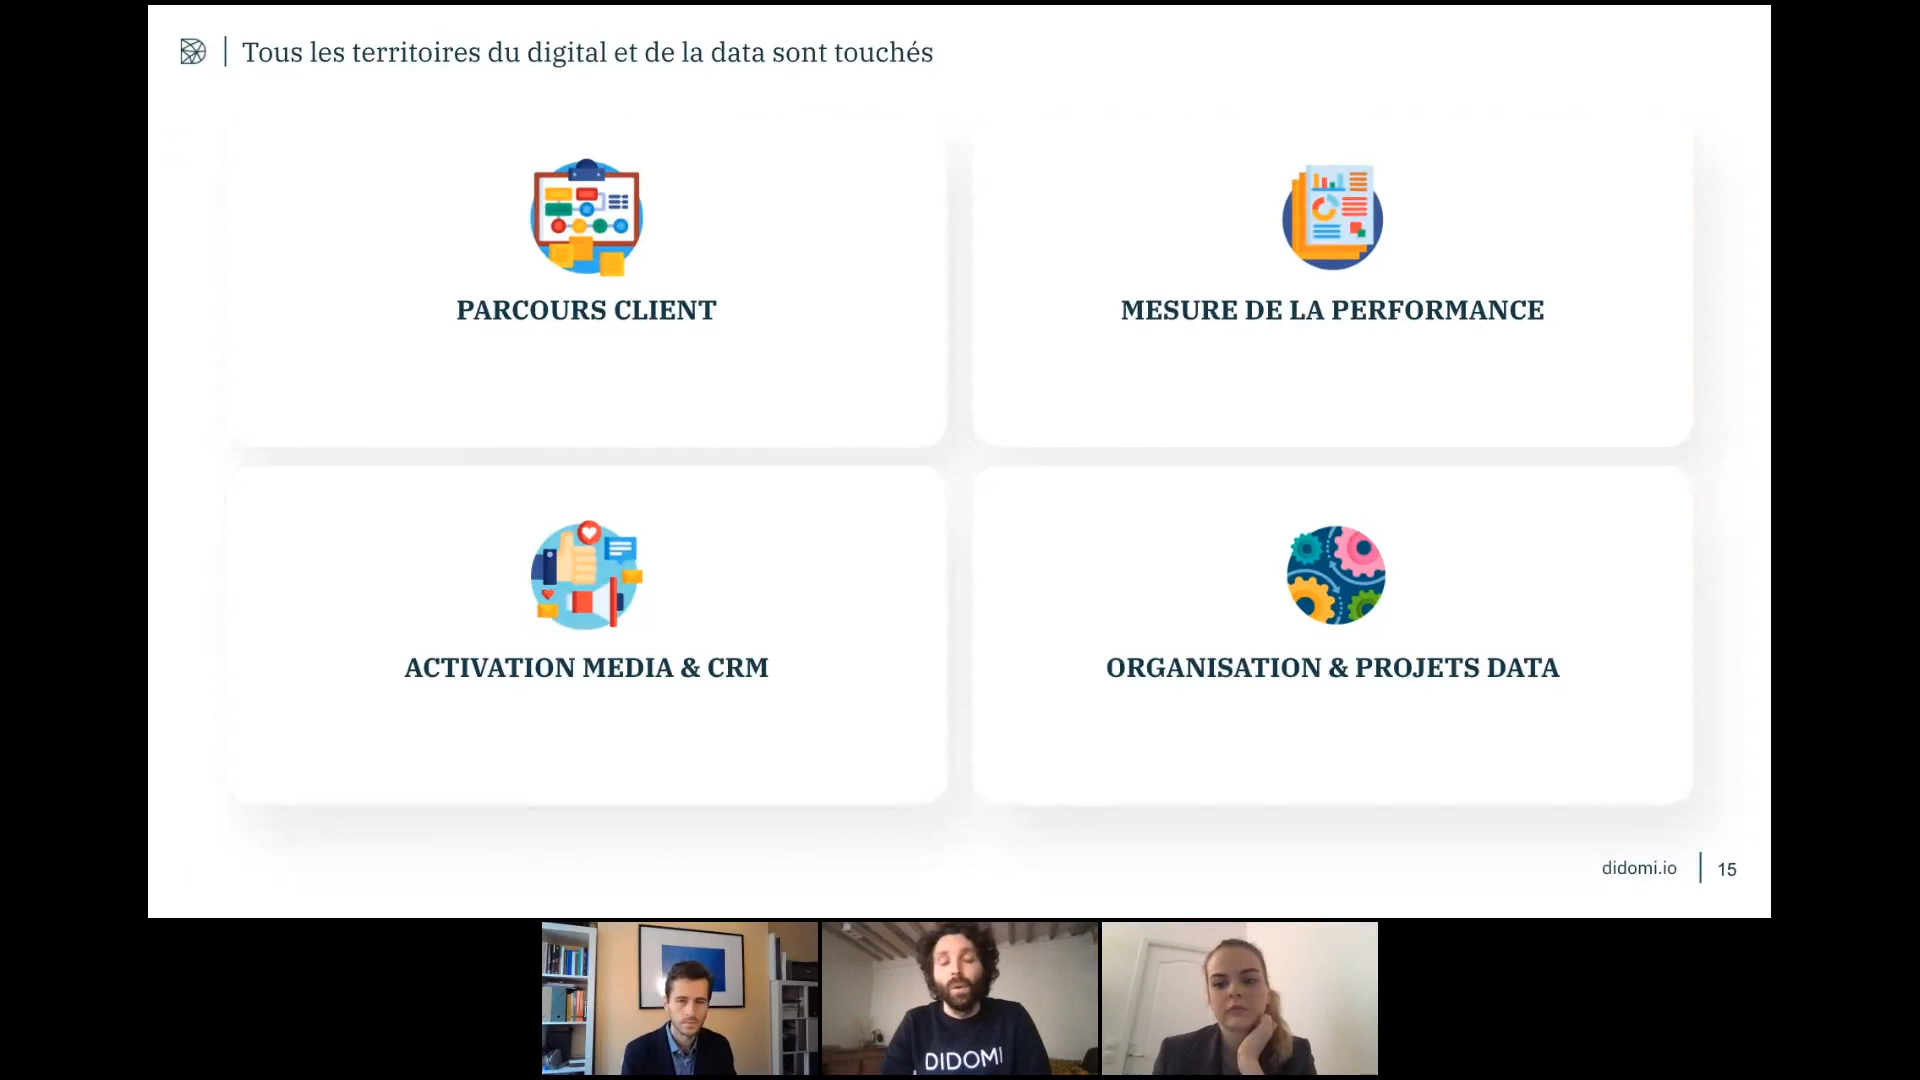 Tous les territoires du digital et de la data sont touchés
PARCOURS CLIENT
MESURE DE LA PERFORMANCE
ACTIVATION MEDIA & CRM
ORGANISATION & PROJETS DATA
didomi.io
15
DIDOMI